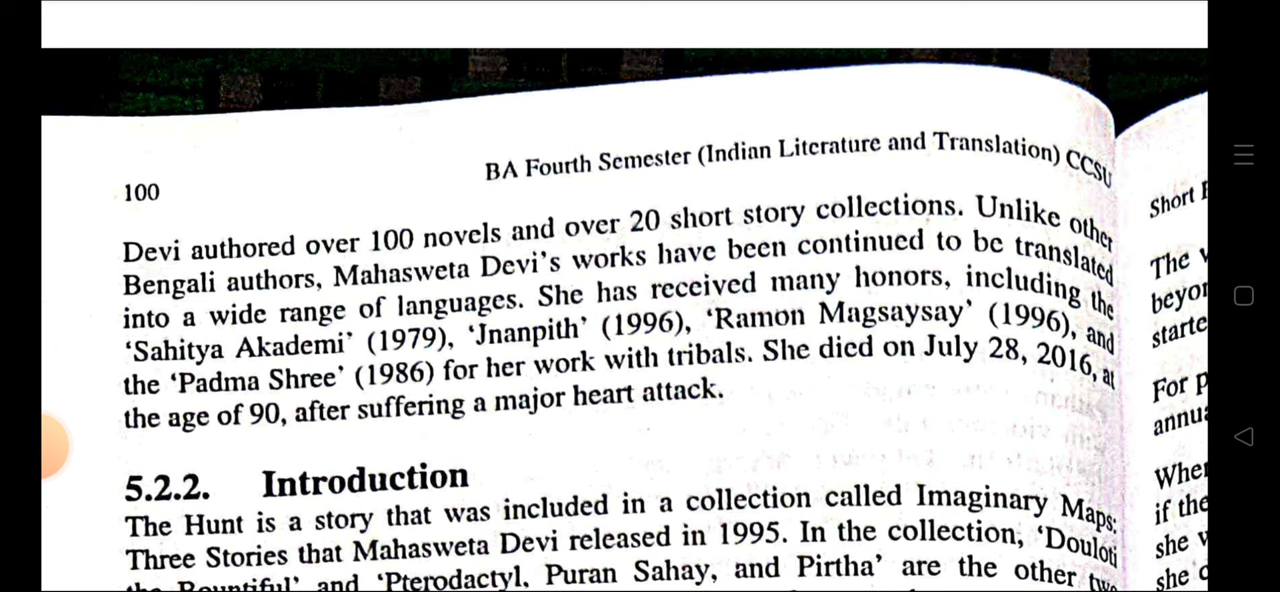 100
BA Fourth Semester (Indian Literature and Translation) CCSU
Devi authored over 100 novels and over 20 short story collections. Unlike other
Bengali authors, Mahasweta Devi's works have been continued to be translated
into a wide range of languages. She has received many honors, including the
'Sahitya Akademi' (1979), 'Jnanpith' (1996), 'Ramon Magsaysay' (1996), and
the 'Padma Shree' (1986) for her work with tribals. She died on July 28, 2016, at
the age of 90, after suffering a major heart attack.
5.2.2. Introduction
The Hunt is a story that was included in a collection called Imaginary Maps:
Three Stories that Mahasweta Devi released in 1995. In the collection, 'Douloti
the Bountiful' and 'Pterodactyl, Puran Sahay, and Pirtha' are the other two
Short
The
For
if the
she
she